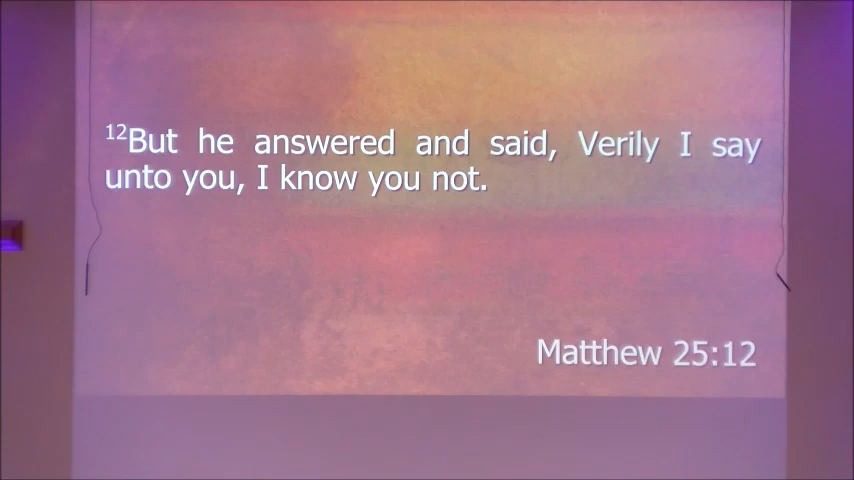 12But he answered and said, Verily I say
unto you, I know you not.
Matthew 25:12